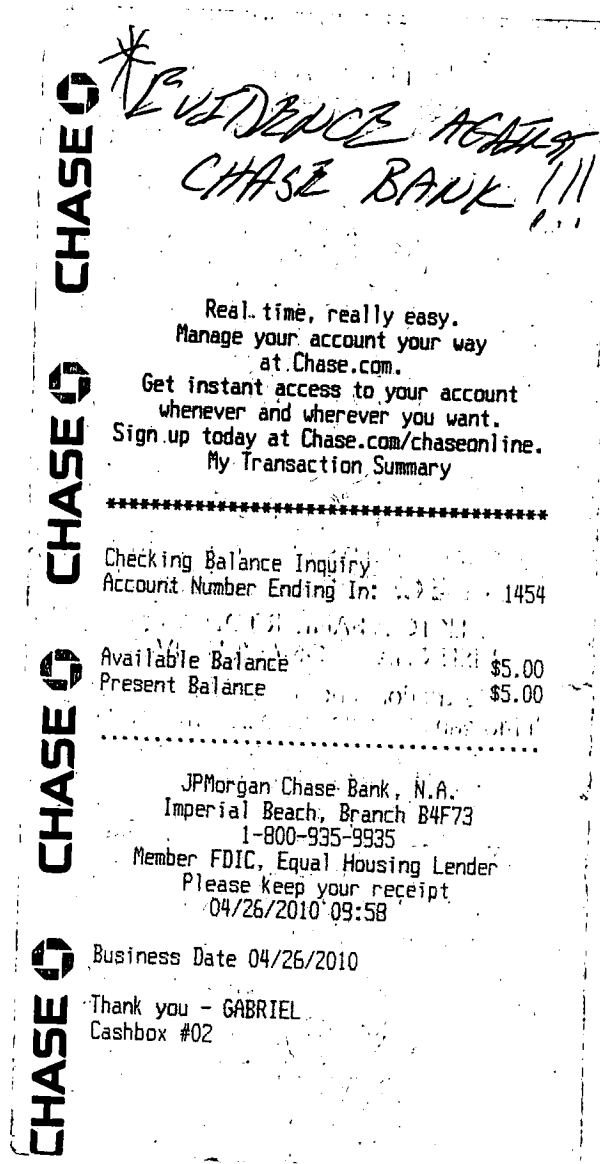 *EVIDENCE AGAINST
CHASE BANK !!!
CHASE
Real time, really easy.
Manage your account your way
at Chase.com.
Get instant access to your account
whenever and wherever you want.
Sign up today at Chase.com/chaseonline.
My Transaction Summary
****************************************
CHASE
Checking Balance Inquiry
Account Number Ending In: 1454
Available Balance $5.00
Present Balance $5.00
CHASE
JPMorgan Chase Bank, N.A.
Imperial Beach, Branch B4F73
1-800-935-9935
Member FDIC, Equal Housing Lender
Please keep your receipt
04/26/2010 09:58
Business Date 04/26/2010
Thank you - GABRIEL
Cashbox #02
CHASE